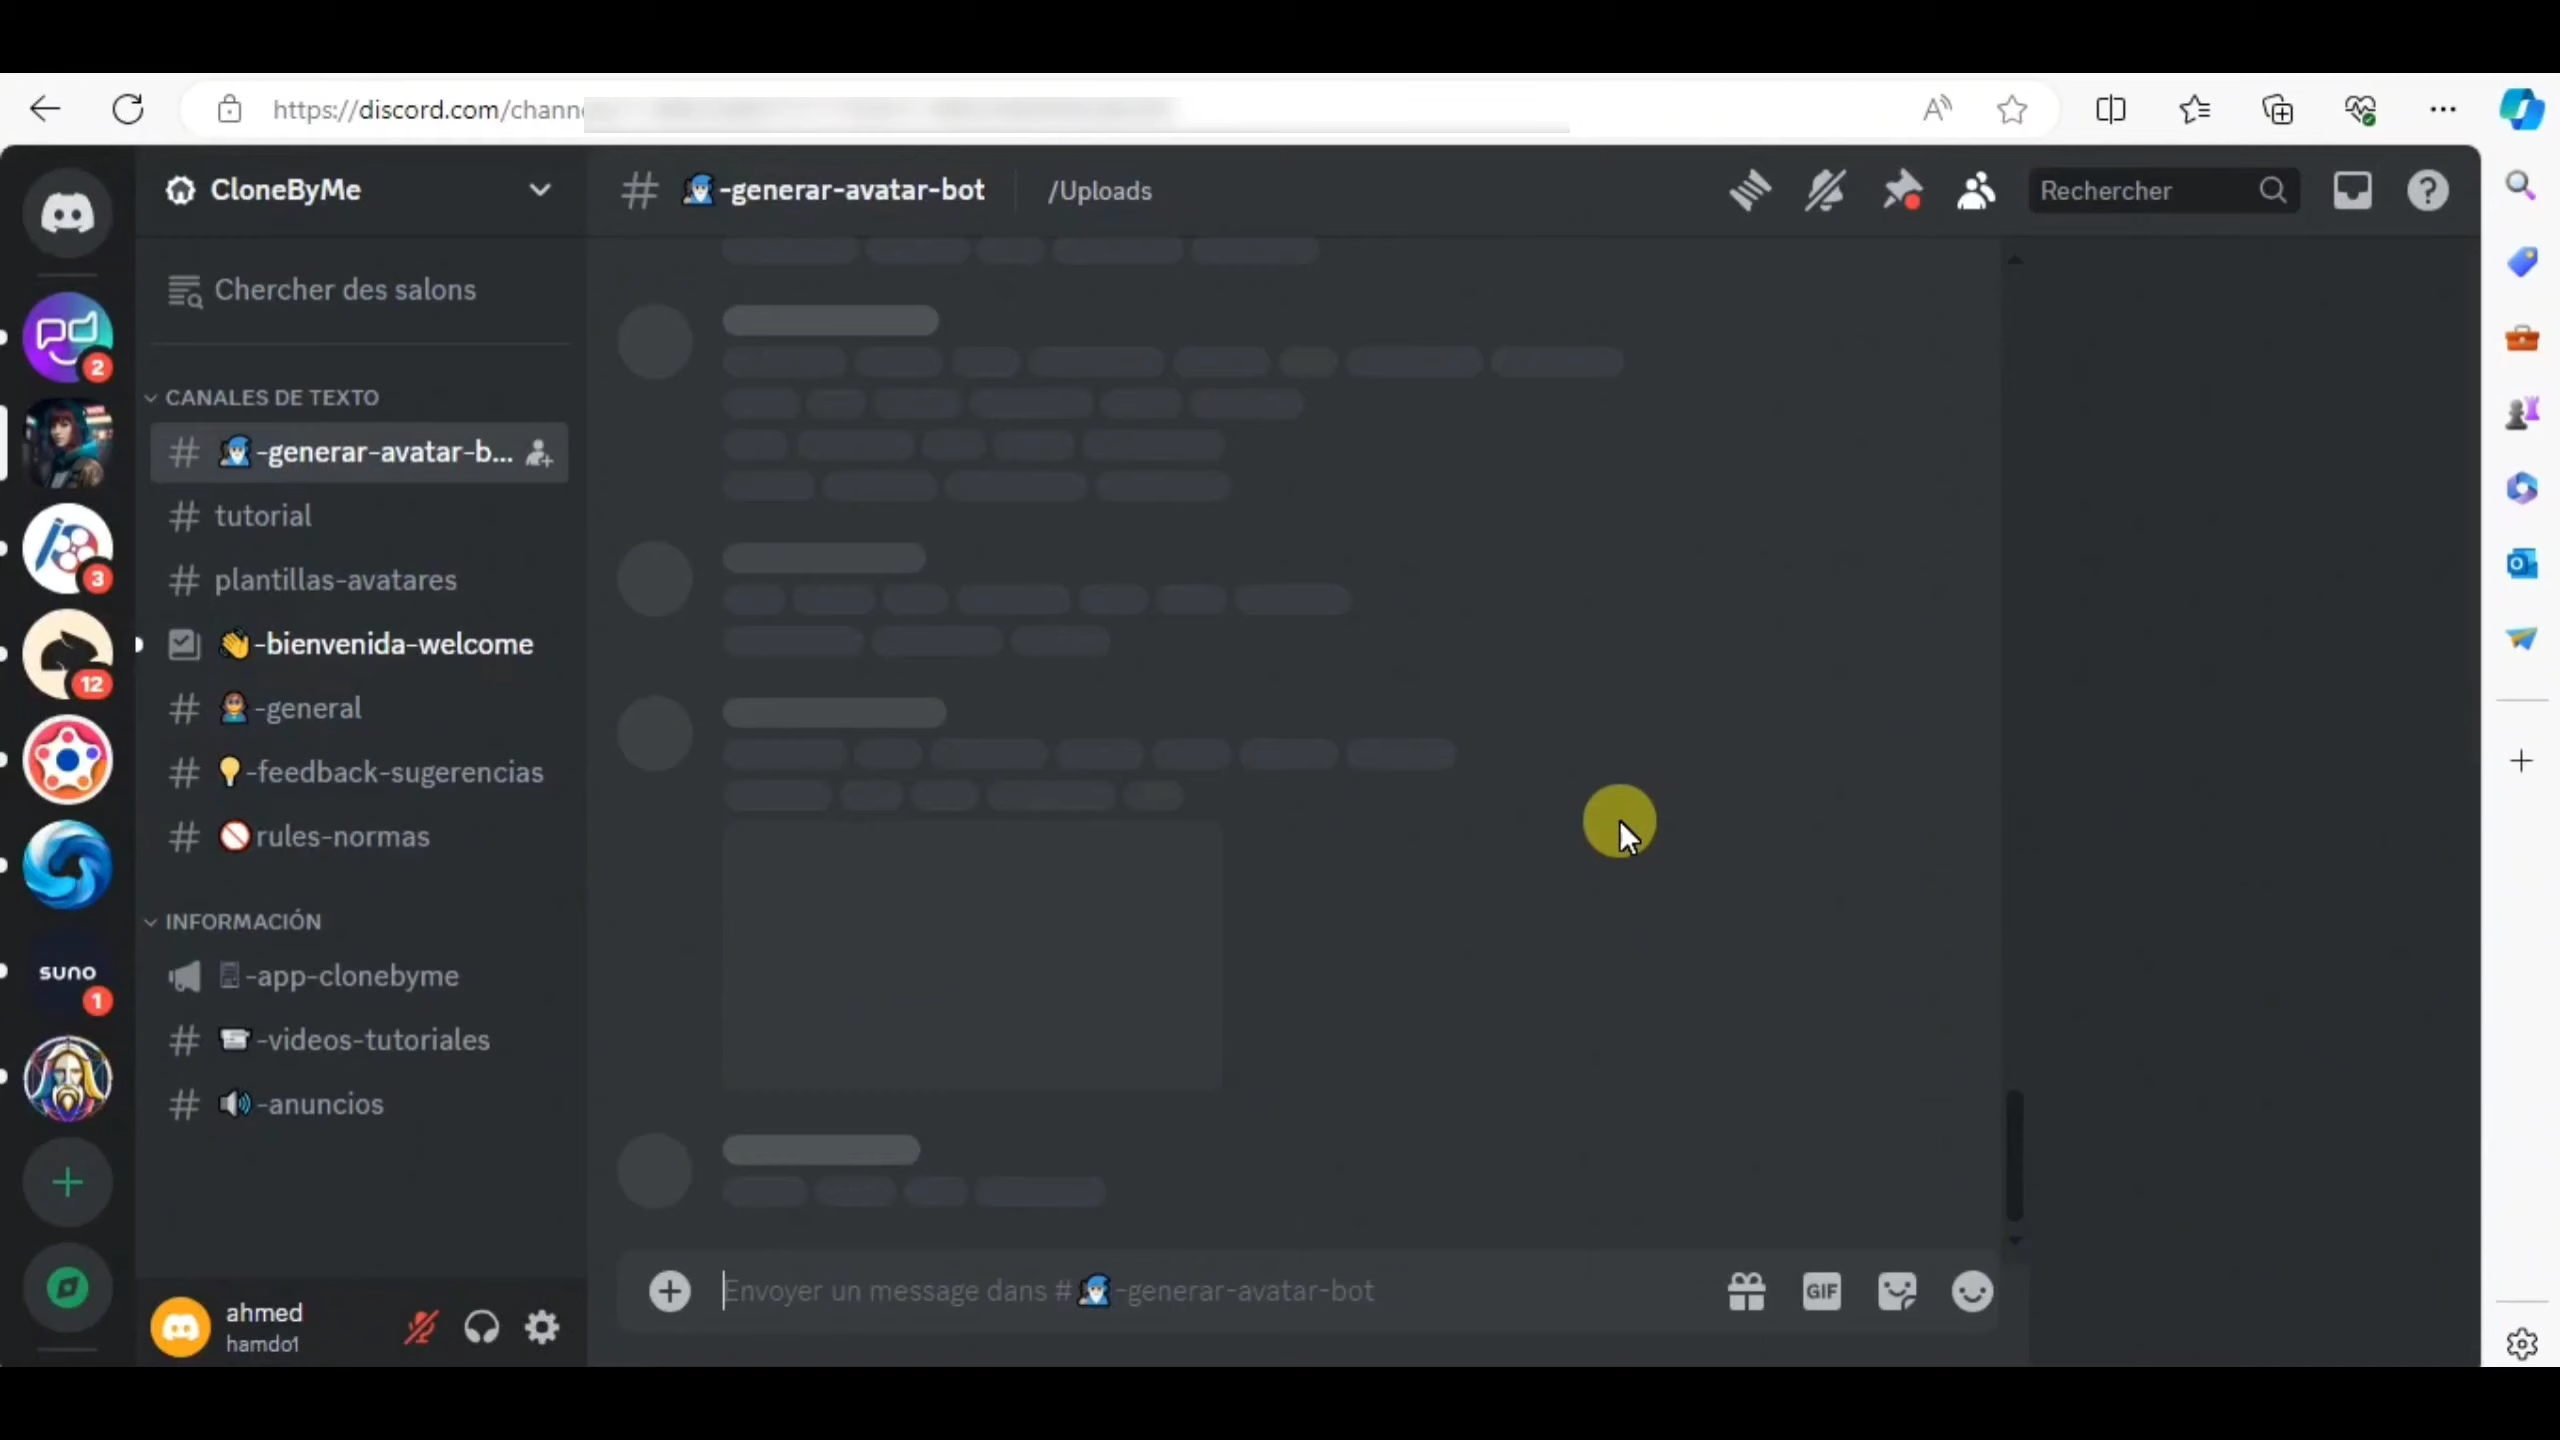 https://discord.com/chann
CloneByMe
-generar-avatar-bot
/Uploads
Rechercher
Chercher des salons
CANALES DE TEXTO
-generar-avatar-b...
tutorial
plantillas-avatares
-bienvenida-welcome
-general
-feedback-sugerencias
rules-normas
INFORMACIÓN
-app-clonebyme
-videos-tutoriales
-anuncios
2
3
12
suno
1
ahmed
hamdo1
Envoyer un message dans # -generar-avatar-bot
GIF